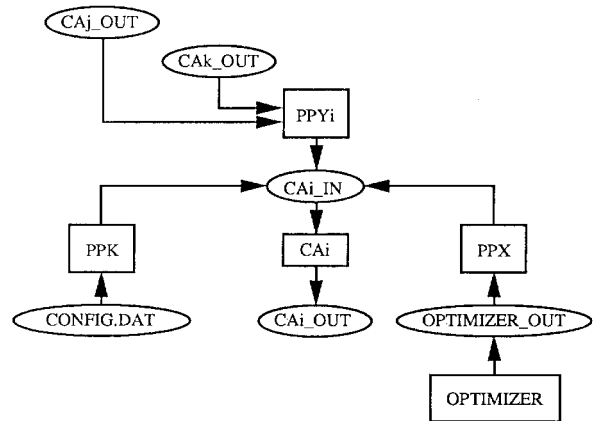 CAj_OUT
CAk_OUT
PPYi
CAi_IN
PPK
CAi
PPX
CONFIG.DAT
CAi_OUT
OPTIMIZER_OUT
OPTIMIZER